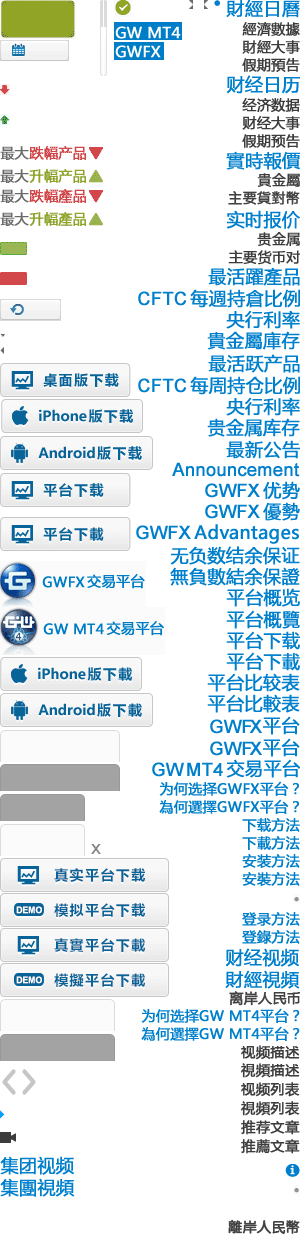 財經日曆
GW MT4
經濟數據
GWFX
財經大事
假期預告
财经日历
经济数据
财经大事
假期预告
最大跌幅产品
實時報價
最大升幅产品
貴金屬
最大跌幅產品
主要貨對幣
最大升幅產品
实时报价
贵金属
主要货币对
最活躍產品
CFTC 每週持倉比例
央行利率
貴金屬庫存
最活跃产品
桌面版下载
CFTC 每周持仓比例
央行利率
iPhone版下载
贵金属库存
最新公告
Android版下载
Announcement
平台下载
GWFX 优势
GWFX 優勢
平台下載
GWFX Advantages
无负数结余保证
GWFX 交易平台
無負數結余保證
平台概览
平台概覽
GW MT4 交易平台
平台下载
平台下載
iPhone版下載
平台比较表
平台比較表
Android版下載
GWFX平台
GWFX平台
GW MT4 交易平台
为何选择GWFX平台？
為何選擇GWFX平台？
下载方法
下載方法
x
安装方法
真实平台下载
安裝方法
DEMO 模拟平台下载
登录方法
登錄方法
真實平台下載
财经视频
DEMO 模擬平台下載
財經視頻
离岸人民币
为何选择GW MT4平台？
為何選擇GW MT4平台？
视频描述
視頻描述
视频列表
視頻列表
推荐文章
推薦文章
集团视频
集團視頻
離岸人民幣